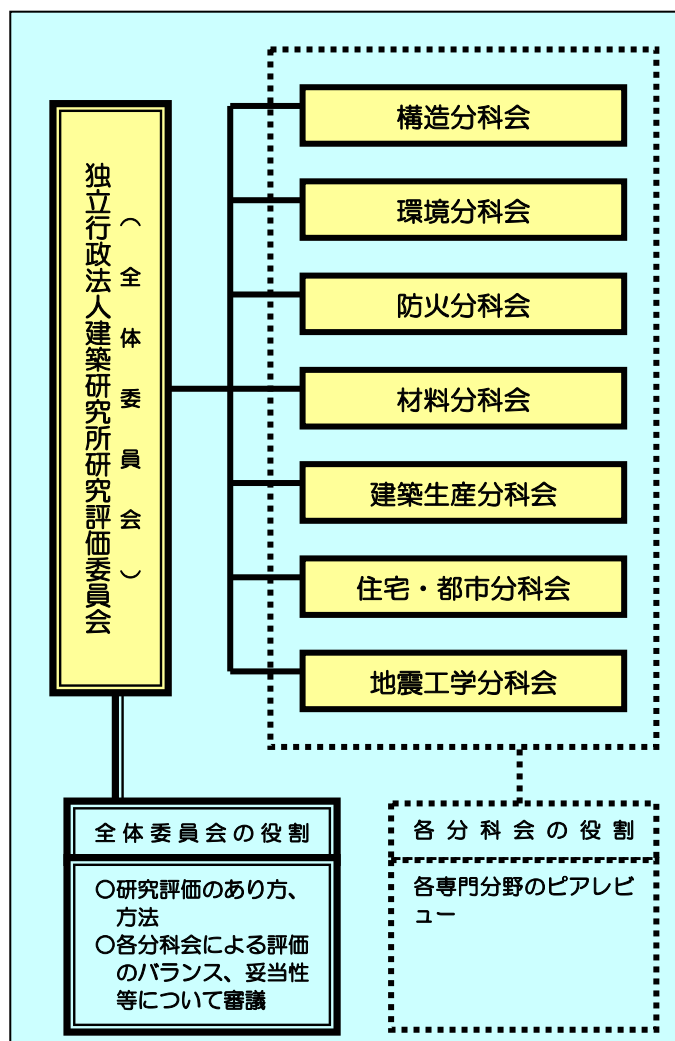 独立行政法人建築研究所研究評価委員会
（全体委員会）
構造分科会
環境分科会
防火分科会
材料分科会
建築生産分科会
住宅・都市分科会
地震工学分科会
全体委員会の役割
○研究評価のあり方、
方法
○各分科会による評価
のバランス、妥当性
等について審議
各分科会の役割
各専門分野のピアレビ
ュー